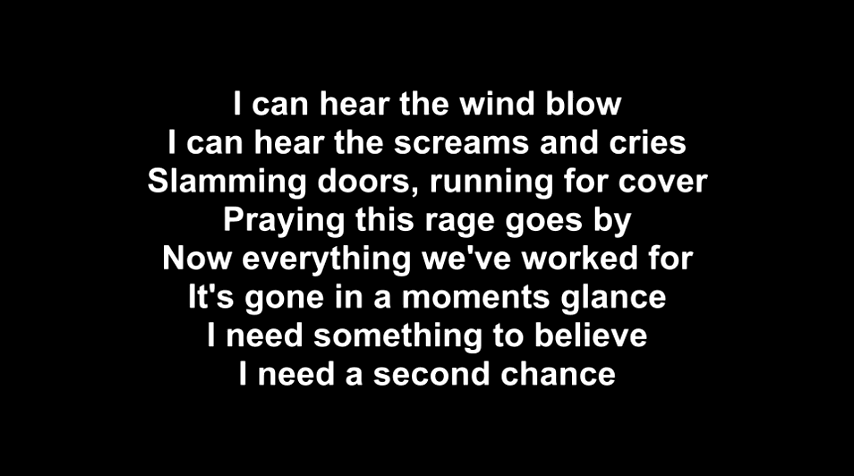 I can hear the wind blow
I can hear the screams and cries
Slamming doors, running for cover
Praying this rage goes by
Now everything we've worked for
It's gone in a moments glance
I need something to believe
I need a second chance